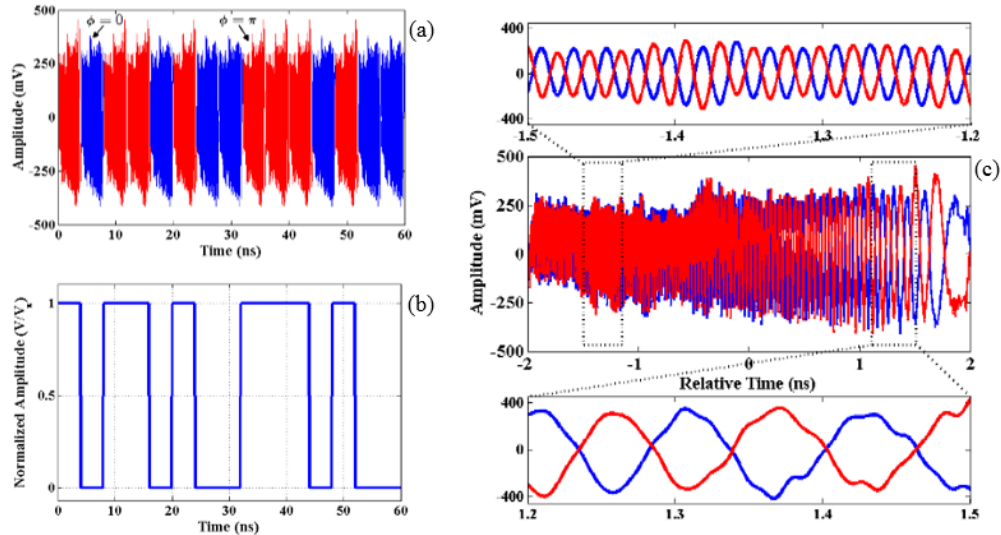 ϕ = 0
ϕ = π
(a)
500
250
0
-250
-500
Amplitude (mV)
0 10 20 30 40 50 60
Time (ns)
(b)
1
0.5
0
Normalized Amplitude (V/Vπ)
0 10 20 30 40 50 60
Time (ns)
400
0
-400
-1.5 -1.4 -1.3 -1.2
(c)
500
250
0
-250
-500
Amplitude (mV)
-2 -1 0 1 2
Relative Time (ns)
400
0
-400
1.2 1.3 1.4 1.5